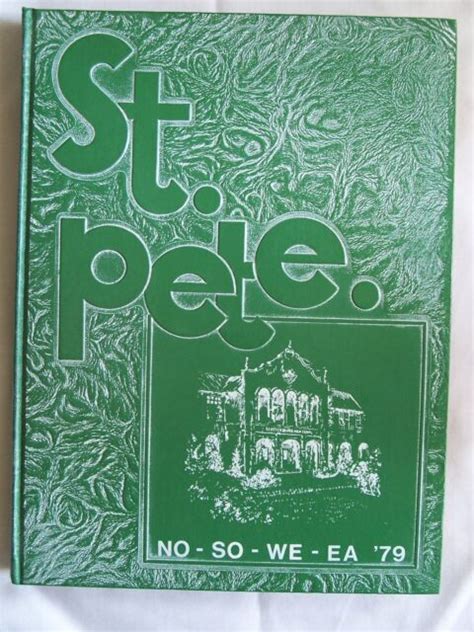 St.
pete.
NO - SO - WE - EA '79